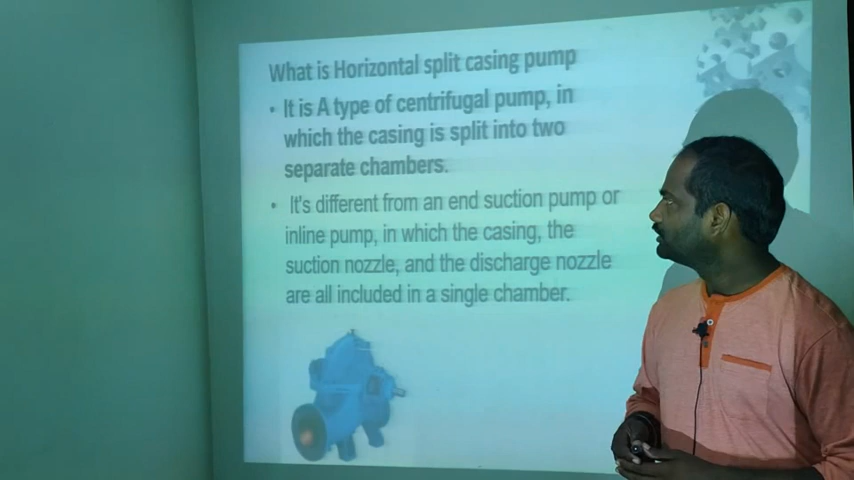 What is Horizontal split casing pump
• It is A type of centrifugal pump, in
which the casing is split into two
separate chambers.
• It's different from an end suction pump or
inline pump, in which the casing, the
suction nozzle, and the discharge nozzle
are all included in a single chamber.